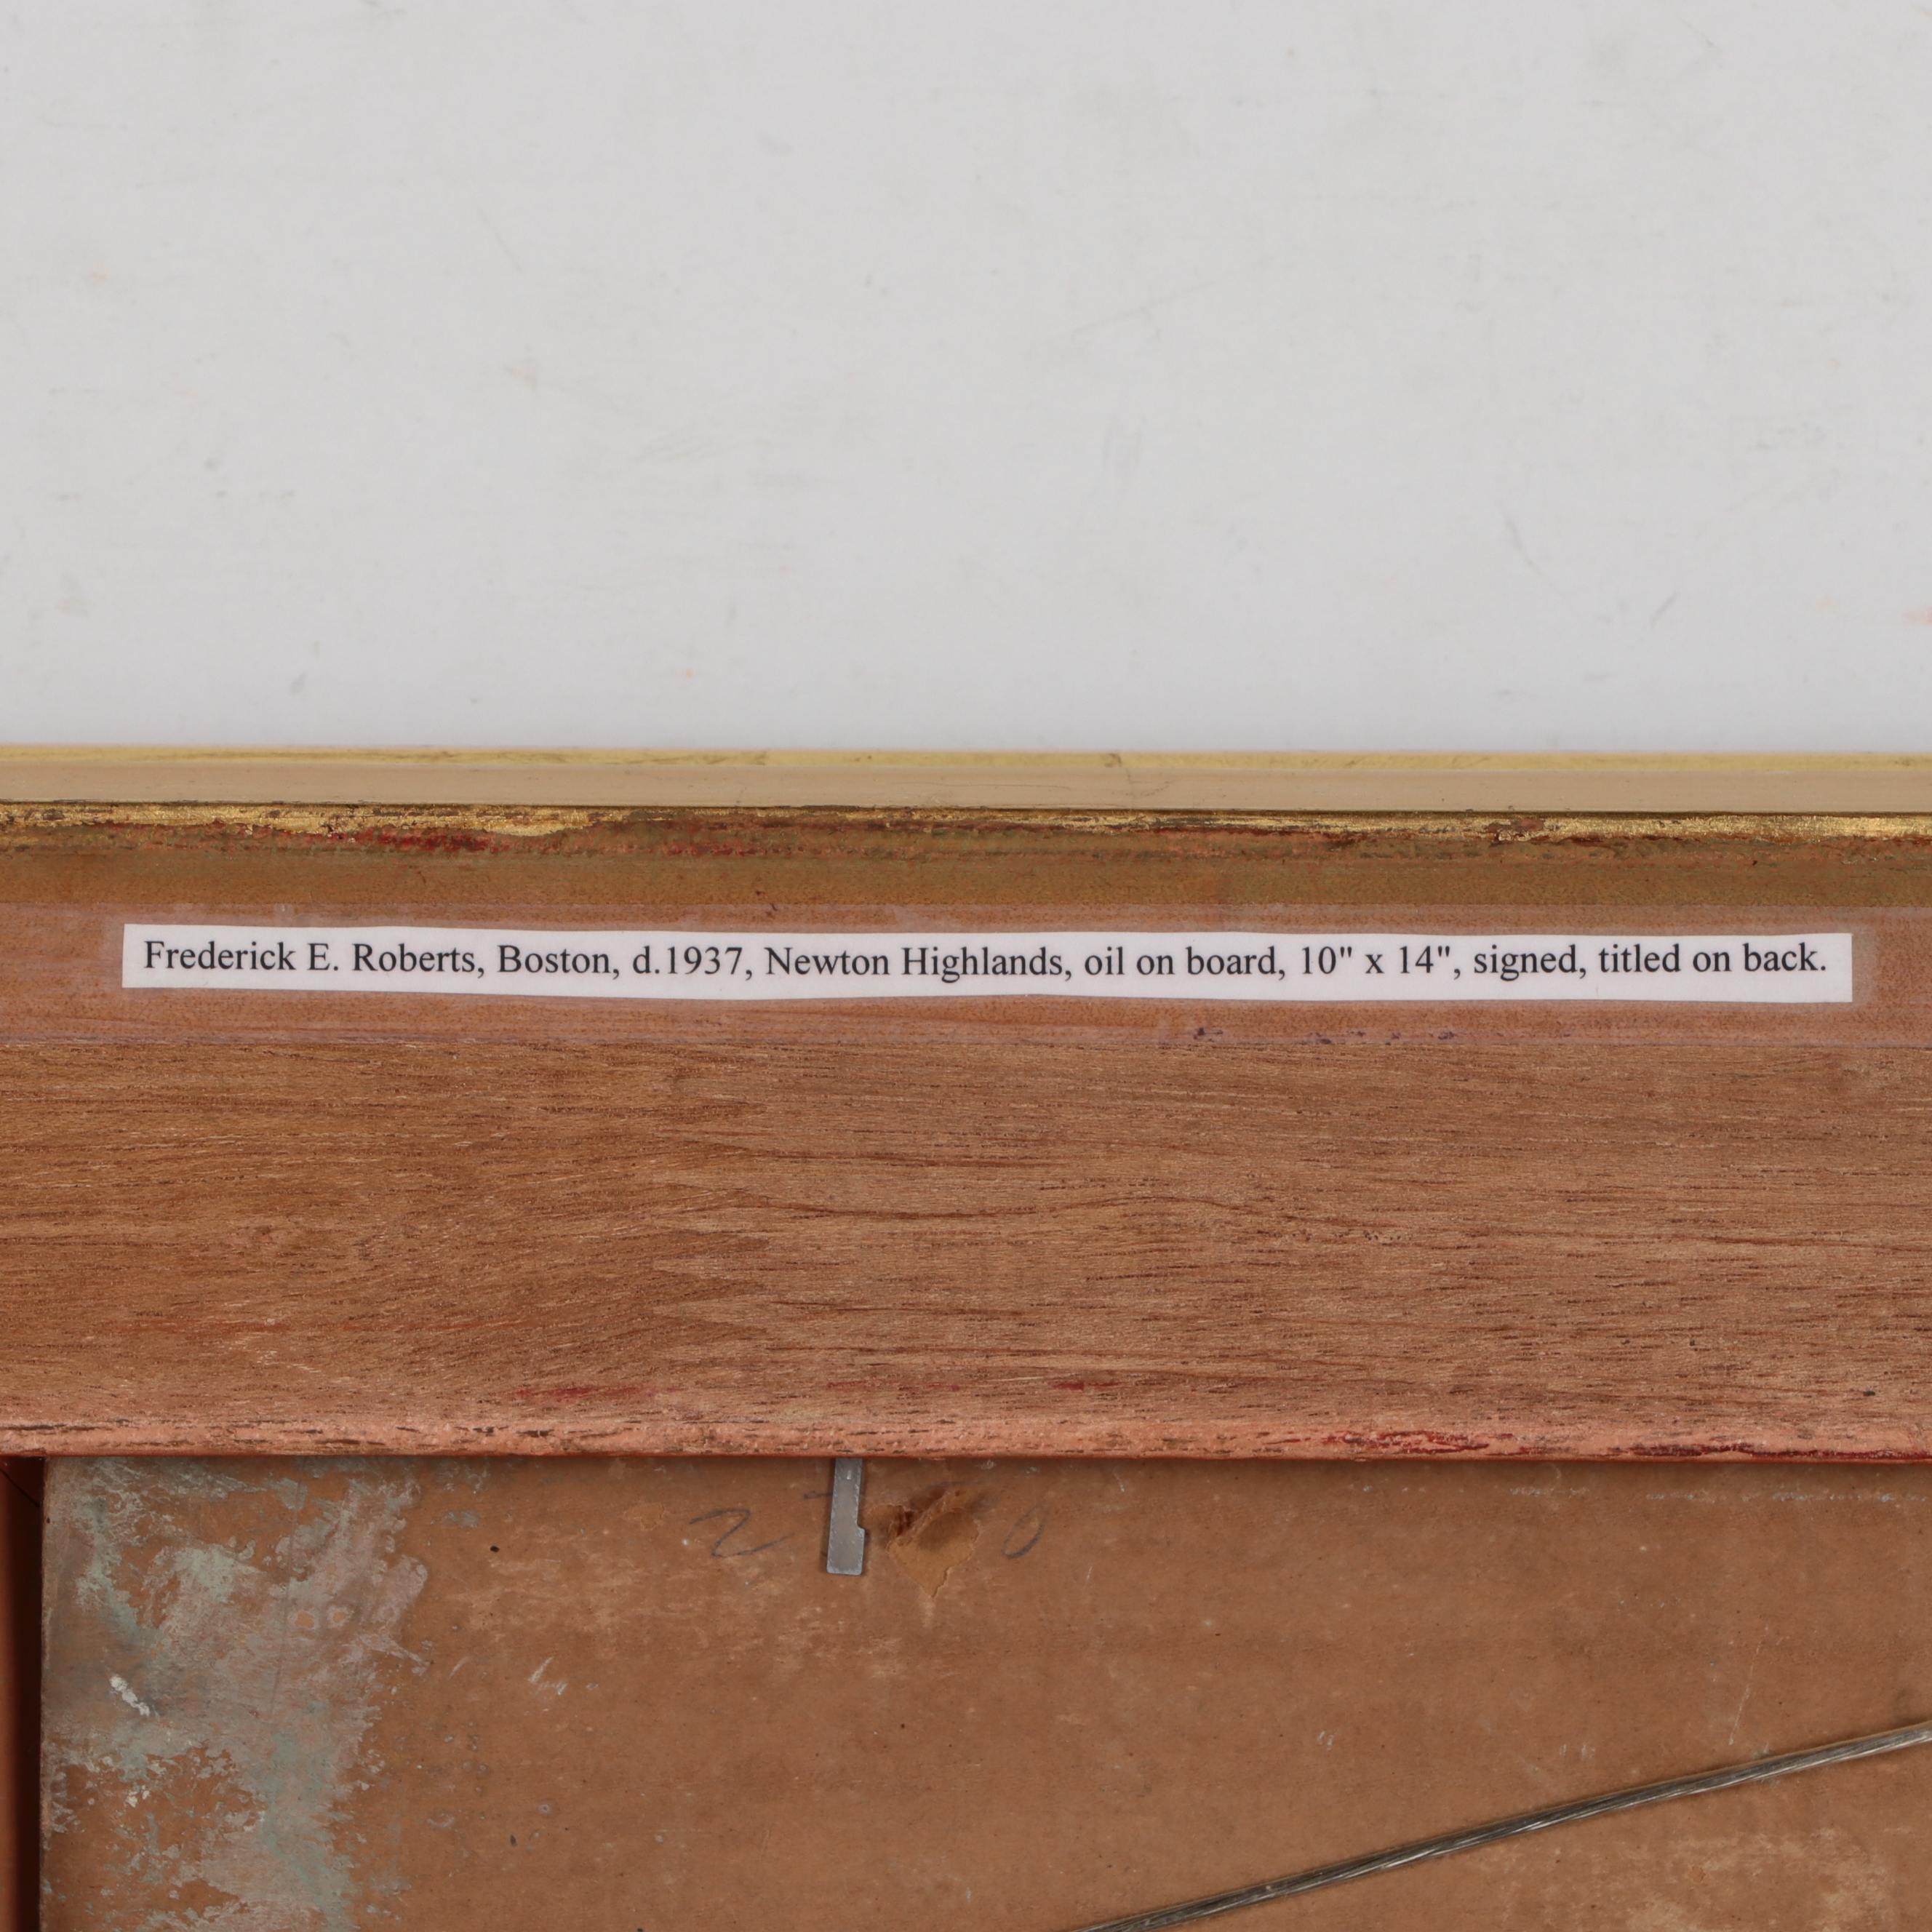 Frederick E. Roberts, Boston, d.1937, Newton Highlands, oil on board, 10" x 14", signed, titled on back.